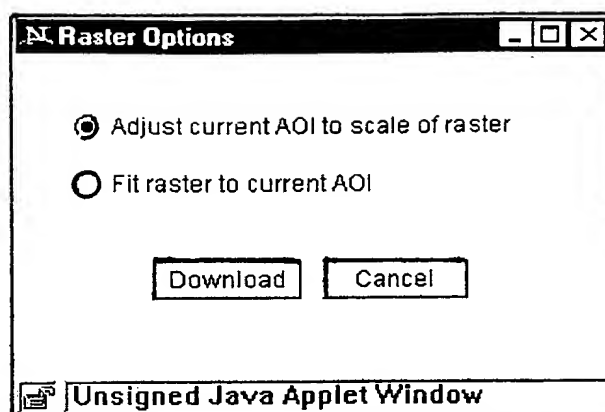 Raster Options
Adjust current AOI to scale of raster
Fit raster to current AOI
Download Cancel
Unsigned Java Applet Window